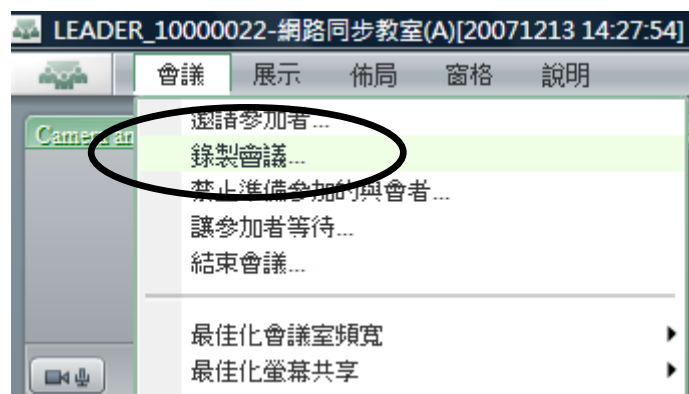 LEADER_10000022-網路同步教室(A)[20071213 14:27:54]
會議 展示 佈局 窗格 說明
Camera an
邀請參加者...
錄製會議...
禁止準備參加的與會者...
讓參加者等待...
結束會議...
最佳化會議室頻寬
最佳化螢幕共享